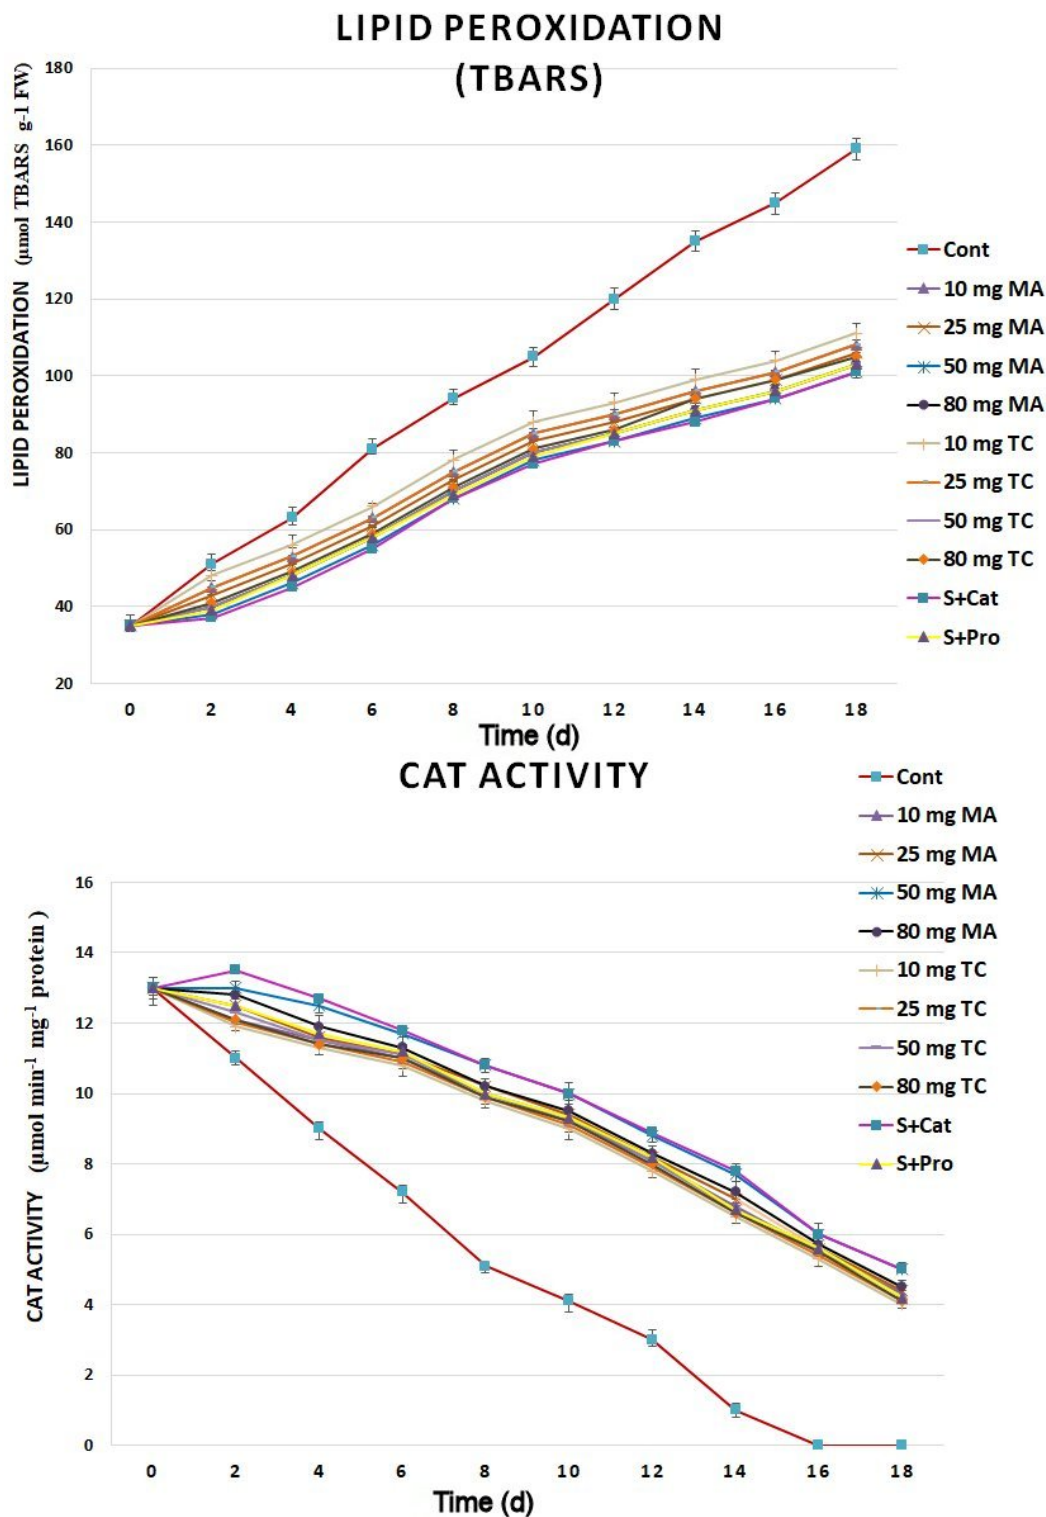 LIPID PEROXIDATION
(TBARS)
LIPID PEROXIDATION (μmol TBARS g-1 FW)
180
160
140
120
100
80
60
40
20
0 2 4 6 8 10 12 14 16 18
Time (d)
Cont
10 mg MA
25 mg MA
50 mg MA
80 mg MA
10 mg TC
25 mg TC
50 mg TC
80 mg TC
S+Cat
S+Pro
CAT ACTIVITY
CAT ACTIVITY (μmol min⁻¹ mg⁻¹ protein )
16
14
12
10
8
6
4
2
0
0 2 4 6 8 10 12 14 16 18
Time (d)
Cont
10 mg MA
25 mg MA
50 mg MA
80 mg MA
10 mg TC
25 mg TC
50 mg TC
80 mg TC
S+Cat
S+Pro